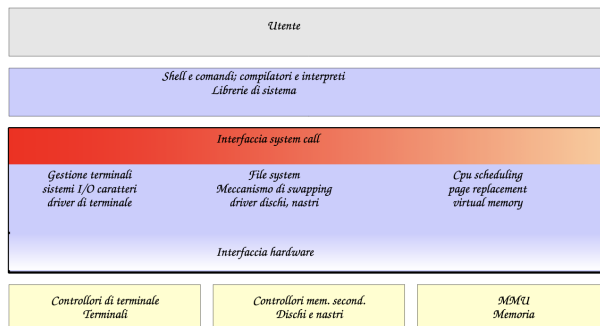 Utente
Shell e comandi; compilatori e interpreti
Librerie di sistema
Interfaccia system call
Gestione terminali
sistemi I/O caratteri
driver di terminale
File system
Meccanismo di swapping
driver dischi, nastri
Cpu scheduling
page replacement
virtual memory
Interfaccia hardware
Controllori di terminale
Terminali
Controllori mem. second.
Dischi e nastri
MMU
Memoria